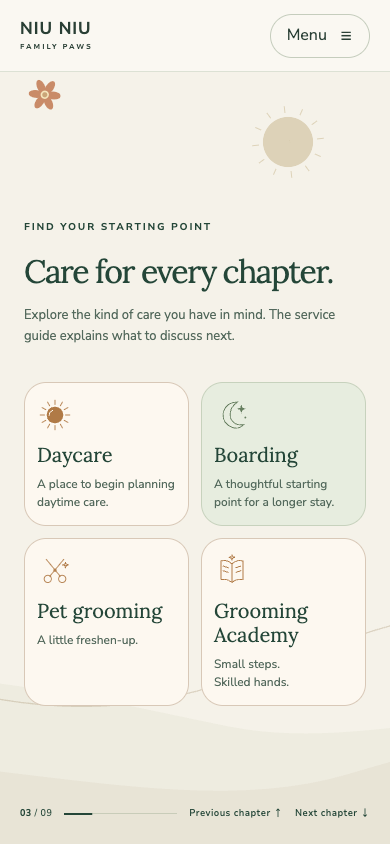 NIU NIU
FAMILY PAWS
Menu
FIND YOUR STARTING POINT
Care for every chapter.
Explore the kind of care you have in mind. The service
guide explains what to discuss next.
Daycare
A place to begin planning
daytime care.
Boarding
A thoughtful starting
point for a longer stay.
Pet grooming
A little freshen-up.
Grooming
Academy
Small steps.
Skilled hands.
03 / 09
Previous chapter ↑
Next chapter ↓